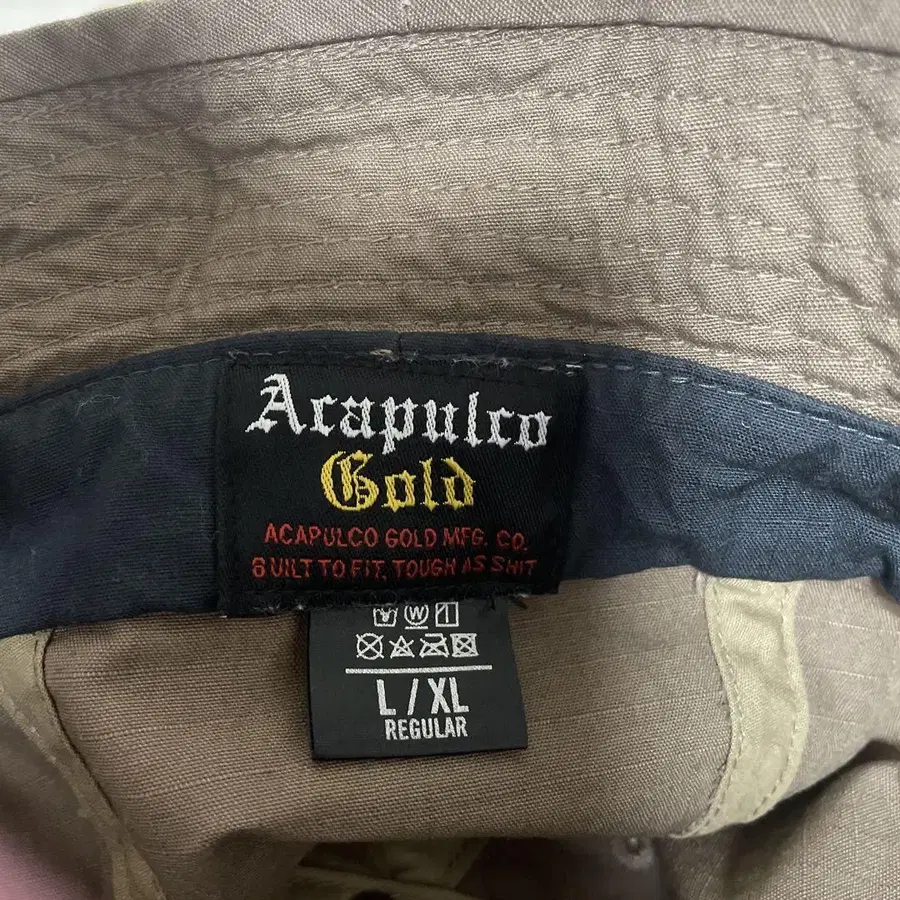 Acapulco
Gold
ACAPULCO GOLD MFG. CO.
BUILT TO FIT, TOUGH AS SHIT
W
L / XL
REGULAR